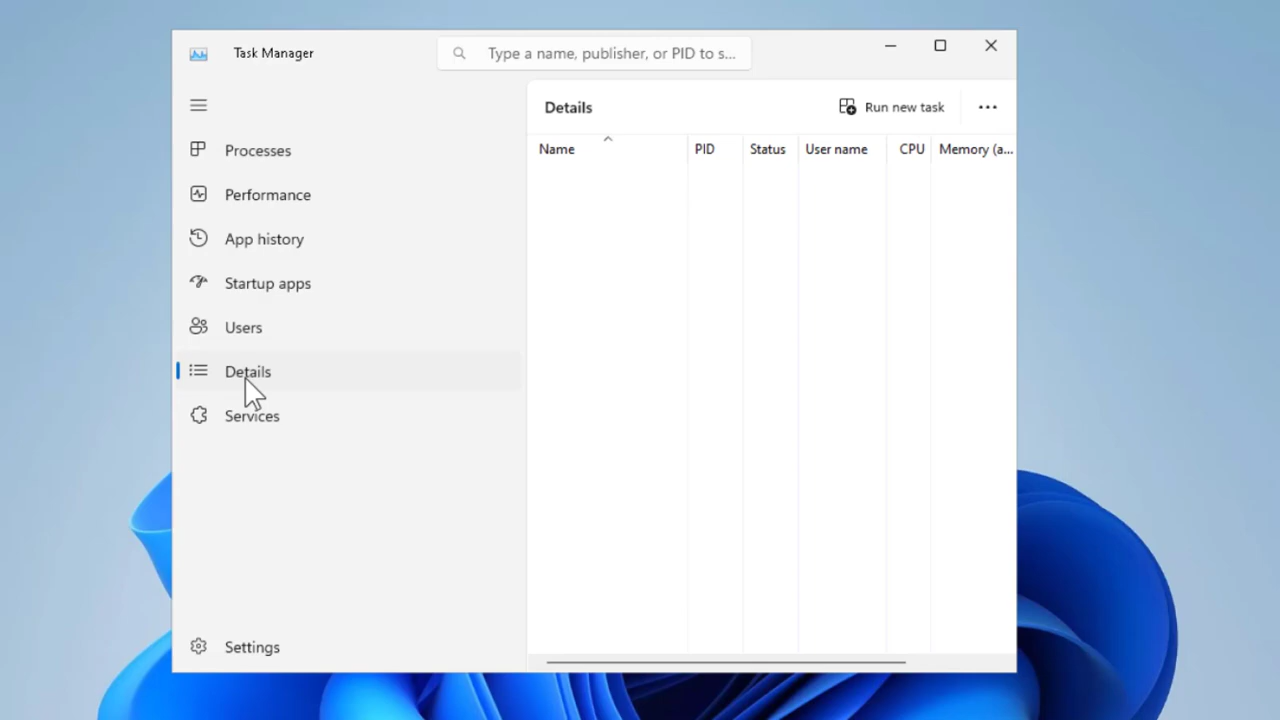 Task Manager
Type a name, publisher, or PID to s...
Processes
Performance
App history
Startup apps
Users
Details
Services
Settings
Details
Run new task
Name PID Status User name CPU Memory (a...